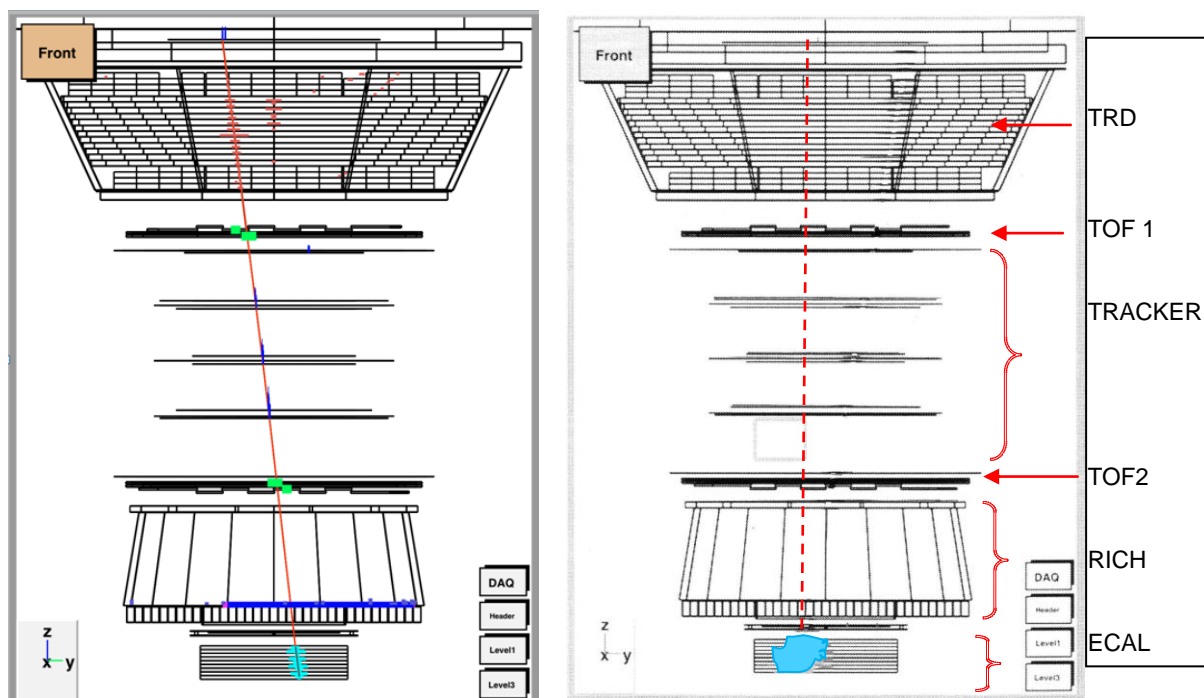 Front
DAQ
Header
Level1
Level3
z
x y
Front
DAQ
Header
Level1
Level3
z
x y
TRD
TOF 1
TRACKER
TOF2
RICH
ECAL